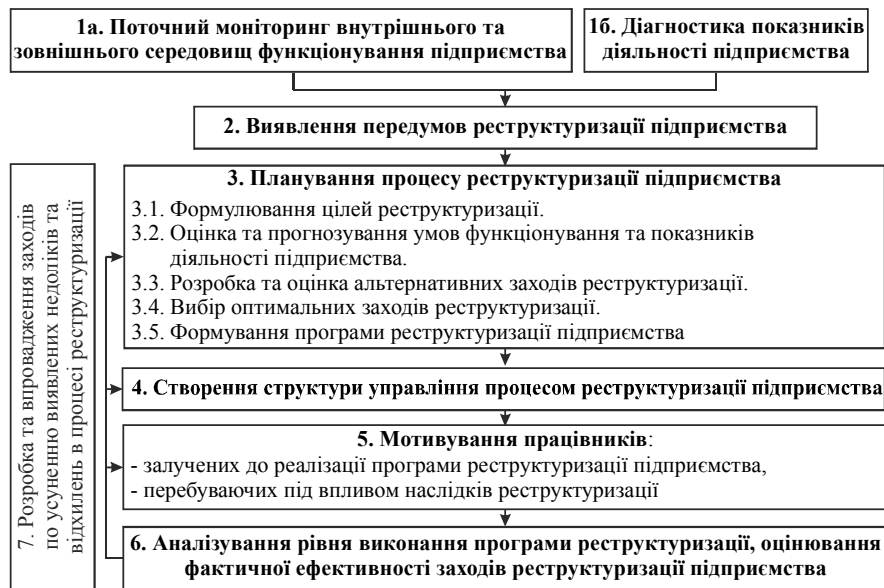 1а. Поточний моніторинг внутрішнього та
зовнішнього середовищ функціонування підприємства
1б. Діагностика показників
діяльності підприємства
2. Виявлення передумов реструктуризації підприємства
3. Планування процесу реструктуризації підприємства
3.1. Формулювання цілей реструктуризації.
3.2. Оцінка та прогнозування умов функціонування та показників
діяльності підприємства.
3.3. Розробка та оцінка альтернативних заходів реструктуризації.
3.4. Вибір оптимальних заходів реструктуризації.
3.5. Формування програми реструктуризації підприємства
4. Створення структури управління процесом реструктуризації підприємства
5. Мотивування працівників:
- залучених до реалізації програми реструктуризації підприємства,
- перебуваючих під впливом наслідків реструктуризації
6. Аналізування рівня виконання програми реструктуризації, оцінювання
фактичної ефективності заходів реструктуризації підприємства
7. Розробка та впровадження заходів
по усуненню виявлених недоліків та
відхилень в процесі реструктуризації